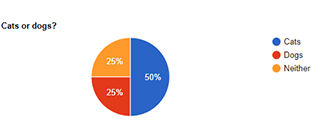 Cats or dogs?
25%
50%
25%
Cats
Dogs
Neither